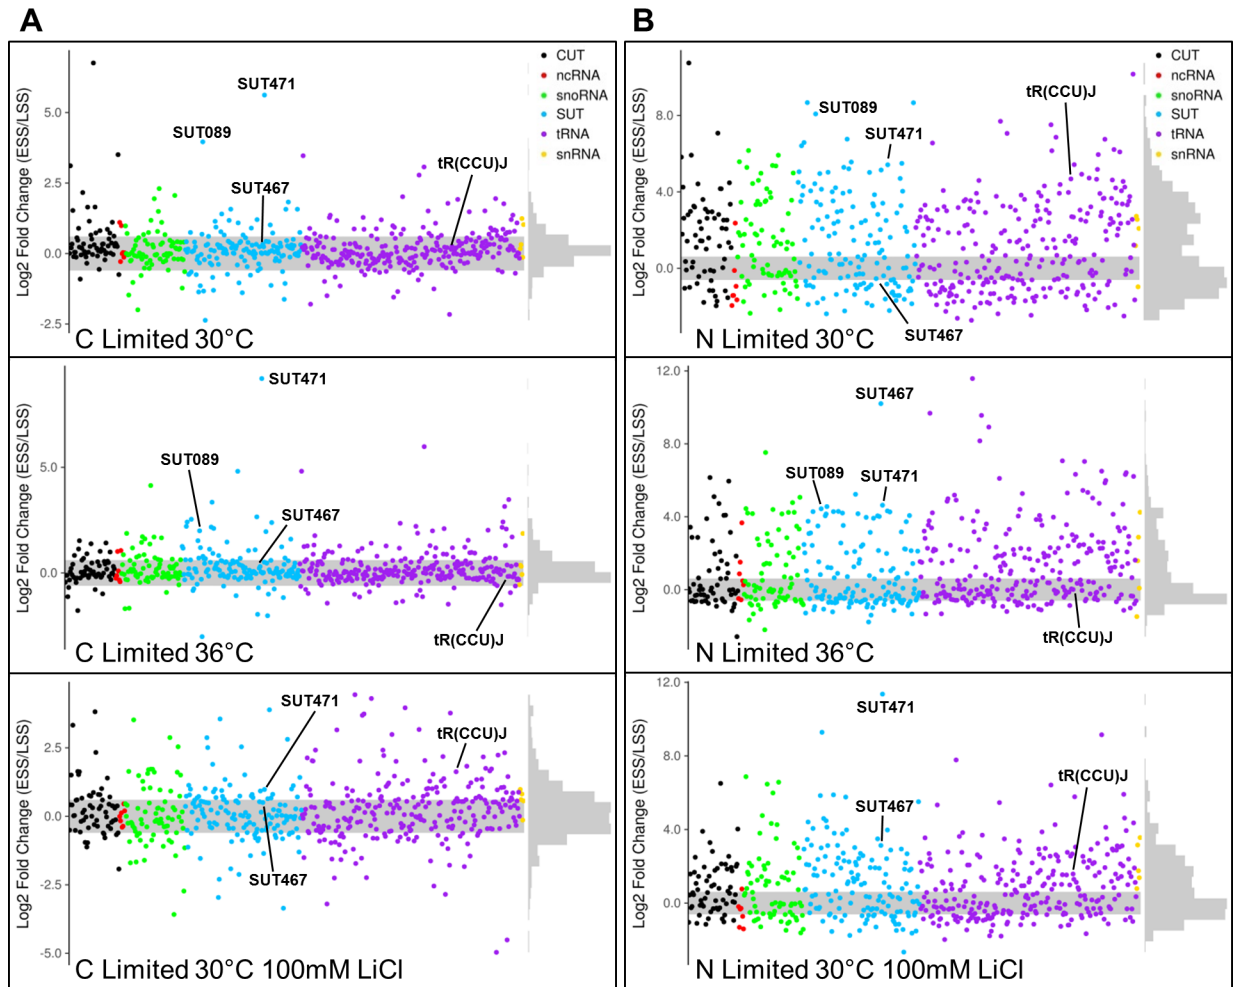 A
Log2 Fold Change (ESS/LSS)
5.0
2.5
0.0
-2.5
SUT471
SUT089
SUT467
tR(CCU)J
CUT
ncRNA
snoRNA
SUT
tRNA
snRNA
C Limited 30°C
Log2 Fold Change (ESS/LSS)
5.0
0.0
SUT471
SUT089
SUT467
tR(CCU)J
C Limited 36°C
Log2 Fold Change (ESS/LSS)
2.5
0.0
-2.5
-5.0
SUT471
tR(CCU)J
SUT467
C Limited 30°C 100mM LiCl
B
Log2 Fold Change (ESS/LSS)
8.0
4.0
0.0
SUT089
SUT471
tR(CCU)J
SUT467
CUT
ncRNA
snoRNA
SUT
tRNA
snRNA
N Limited 30°C
Log2 Fold Change (ESS/LSS)
12.0
8.0
4.0
0.0
SUT467
SUT089
SUT471
tR(CCU)J
N Limited 36°C
Log2 Fold Change (ESS/LSS)
12.0
8.0
4.0
0.0
SUT471
SUT467
tR(CCU)J
N Limited 30°C 100mM LiCl